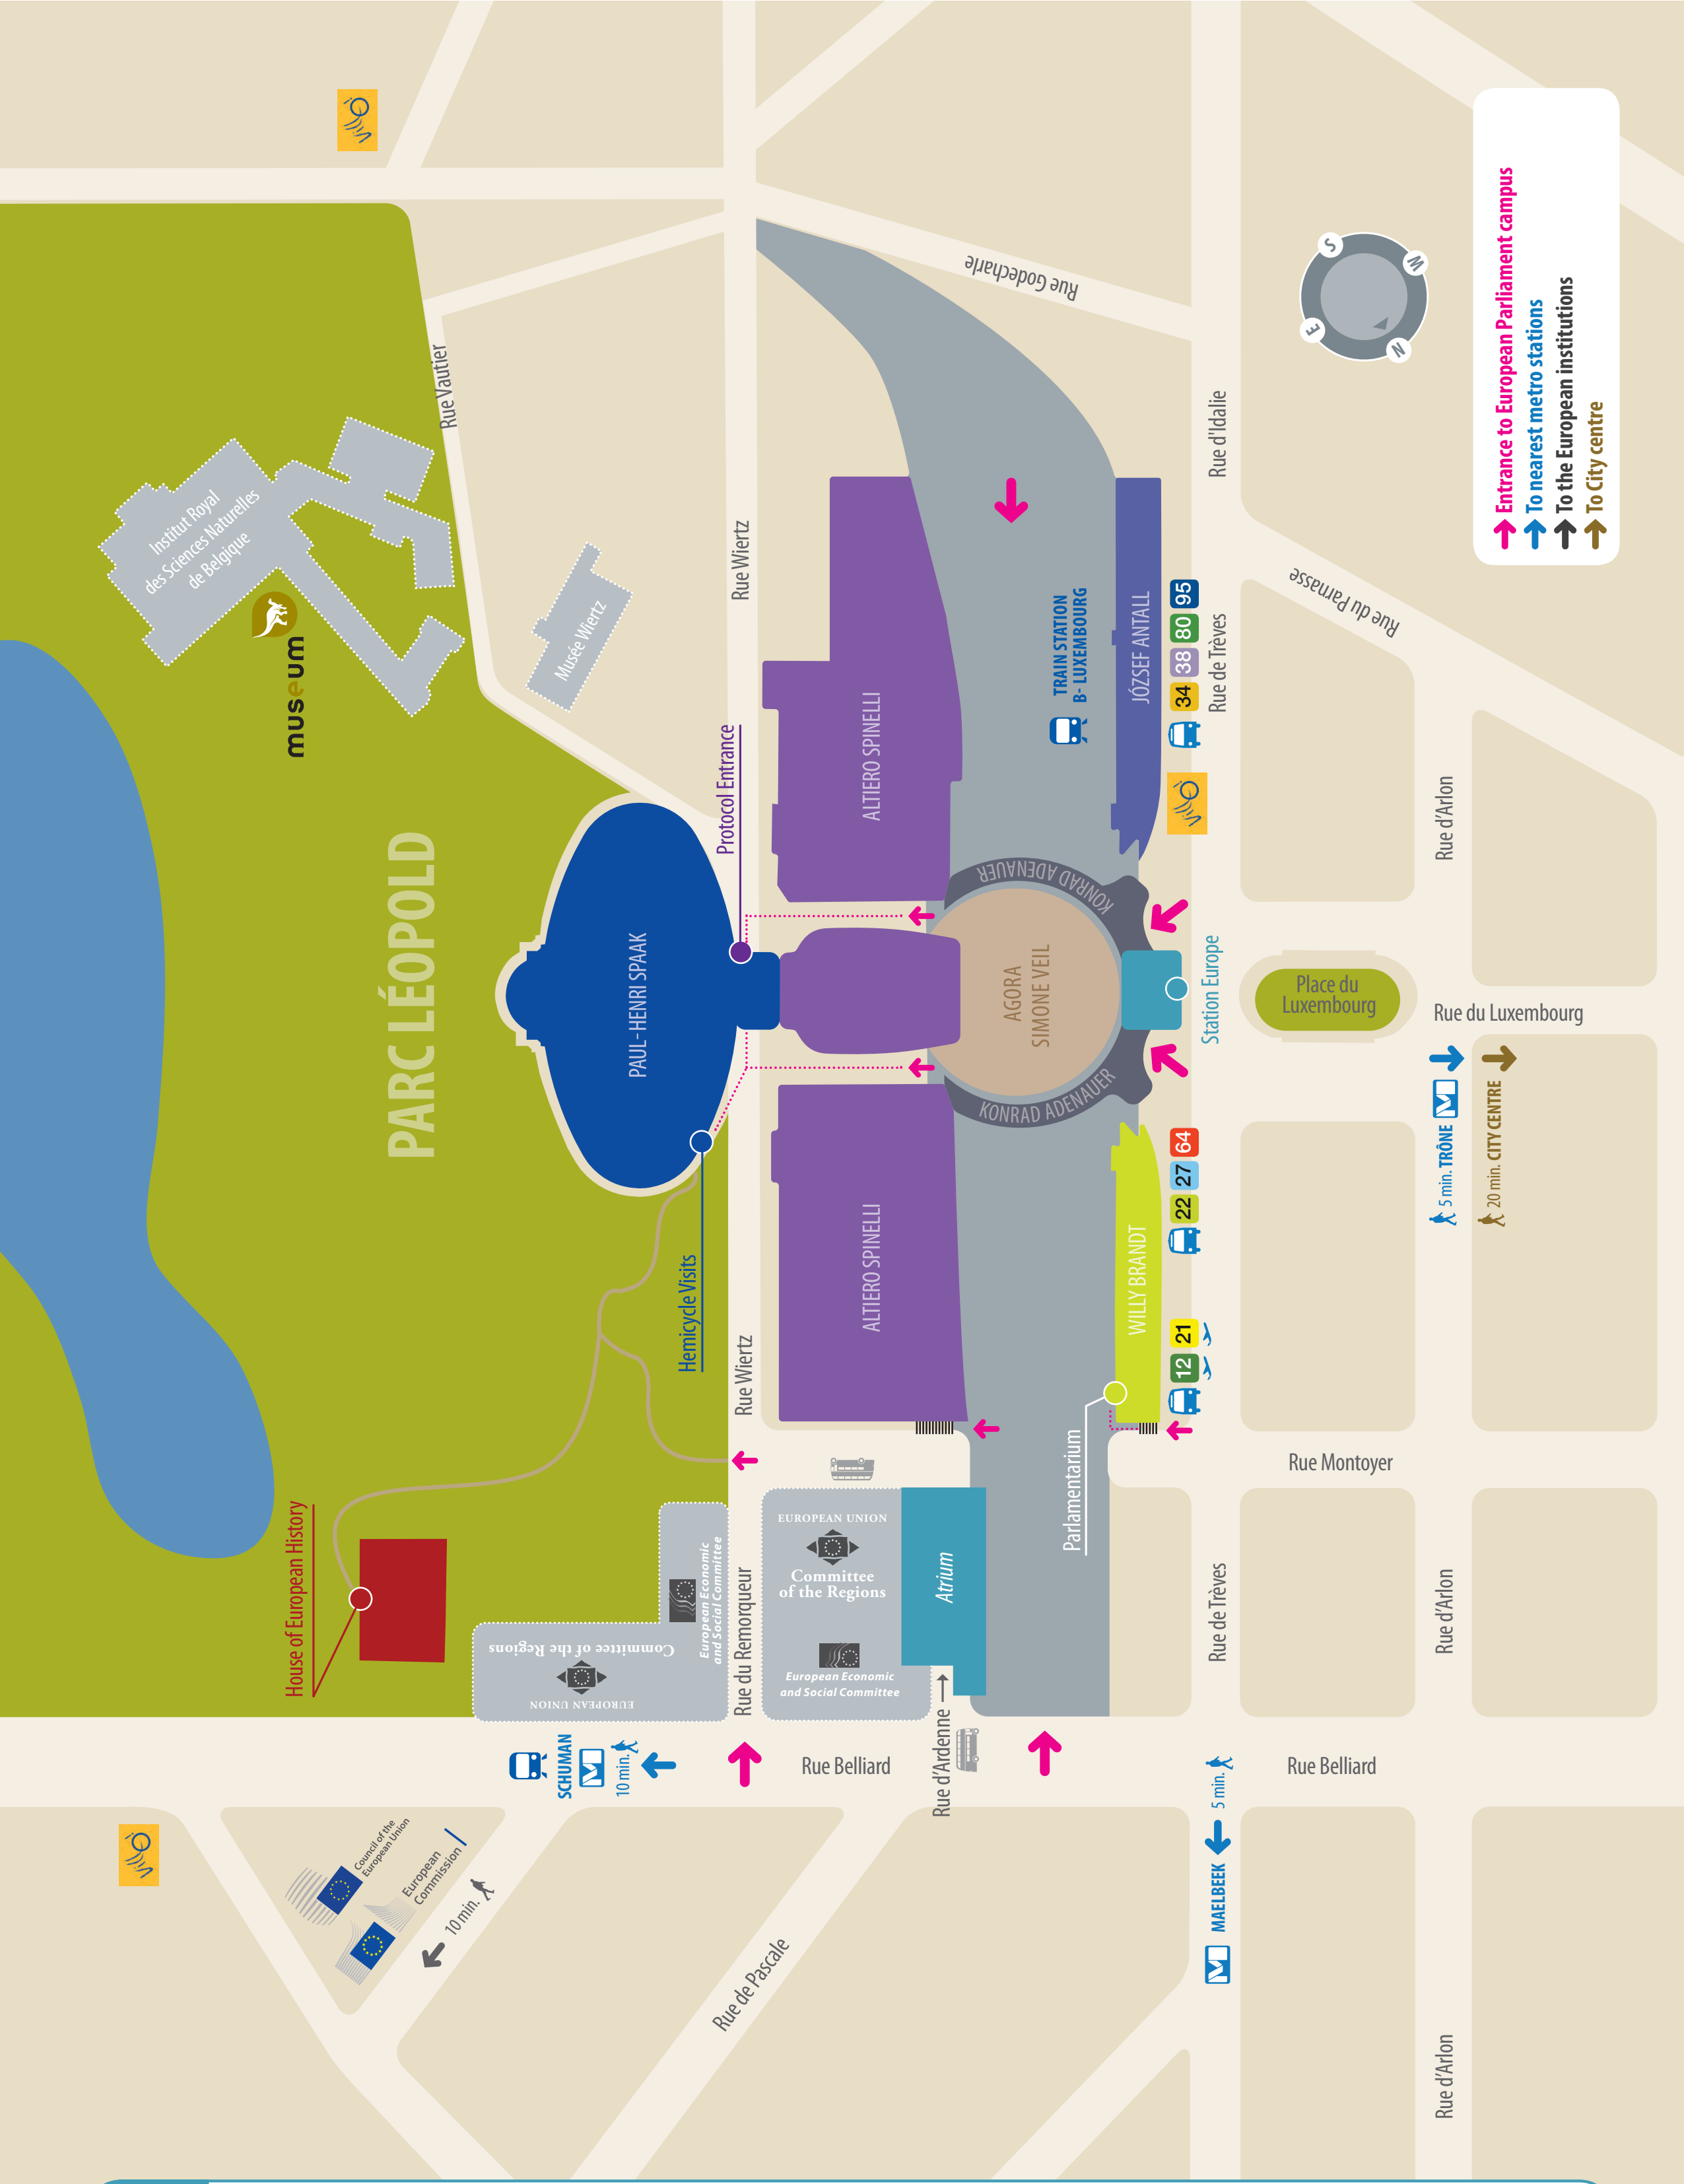 PARC LÉOPOLD
Institut Royal
des Sciences Naturelles
de Belgique
museum
Musée Wiertz
Rue Vautier
Villo
House of European History
Hemicycle Visits
Protocol Entrance
PAUL-HENRI SPAAK
Rue Wiertz
Rue Wiertz
Rue du Remorqueur
ALTIERO SPINELLI
ALTIERO SPINELLI
KONRAD ADENAUER
KONRAD ADENAUER
AGORA
SIMONE VEIL
Station Europe
Place du
Luxembourg
TRAIN STATION
B- LUXEMBOURG
JÓZSEF ANTALL
34 38 80 95
WILLY BRANDT
12 21
22 27 64
Parlamentarium
Villo
EUROPEAN UNION
Committee of the Regions
European Economic
and Social Committee
EUROPEAN UNION
Committee
of the Regions
European Economic
and Social Committee
Atrium
Rue d'Ardenne
Rue Belliard
Rue Belliard
SCHUMAN
M
10 min.
Villo
Council of the
European Union
European
Commission
10 min.
Rue de Pascale
M MAELBEEK
5 min.
Rue de Trèves
Rue de Trèves
Rue d'Idalie
Rue Godecharle
Rue du Parnasse
Rue Montoyer
Rue du Luxembourg
Rue d'Arlon
Rue d'Arlon
Rue d'Arlon
5 min. TRÔNE M
20 min. CITY CENTRE
N
E
S
W
Entrance to European Parliament campus
To nearest metro stations
To the European institutions
To City centre